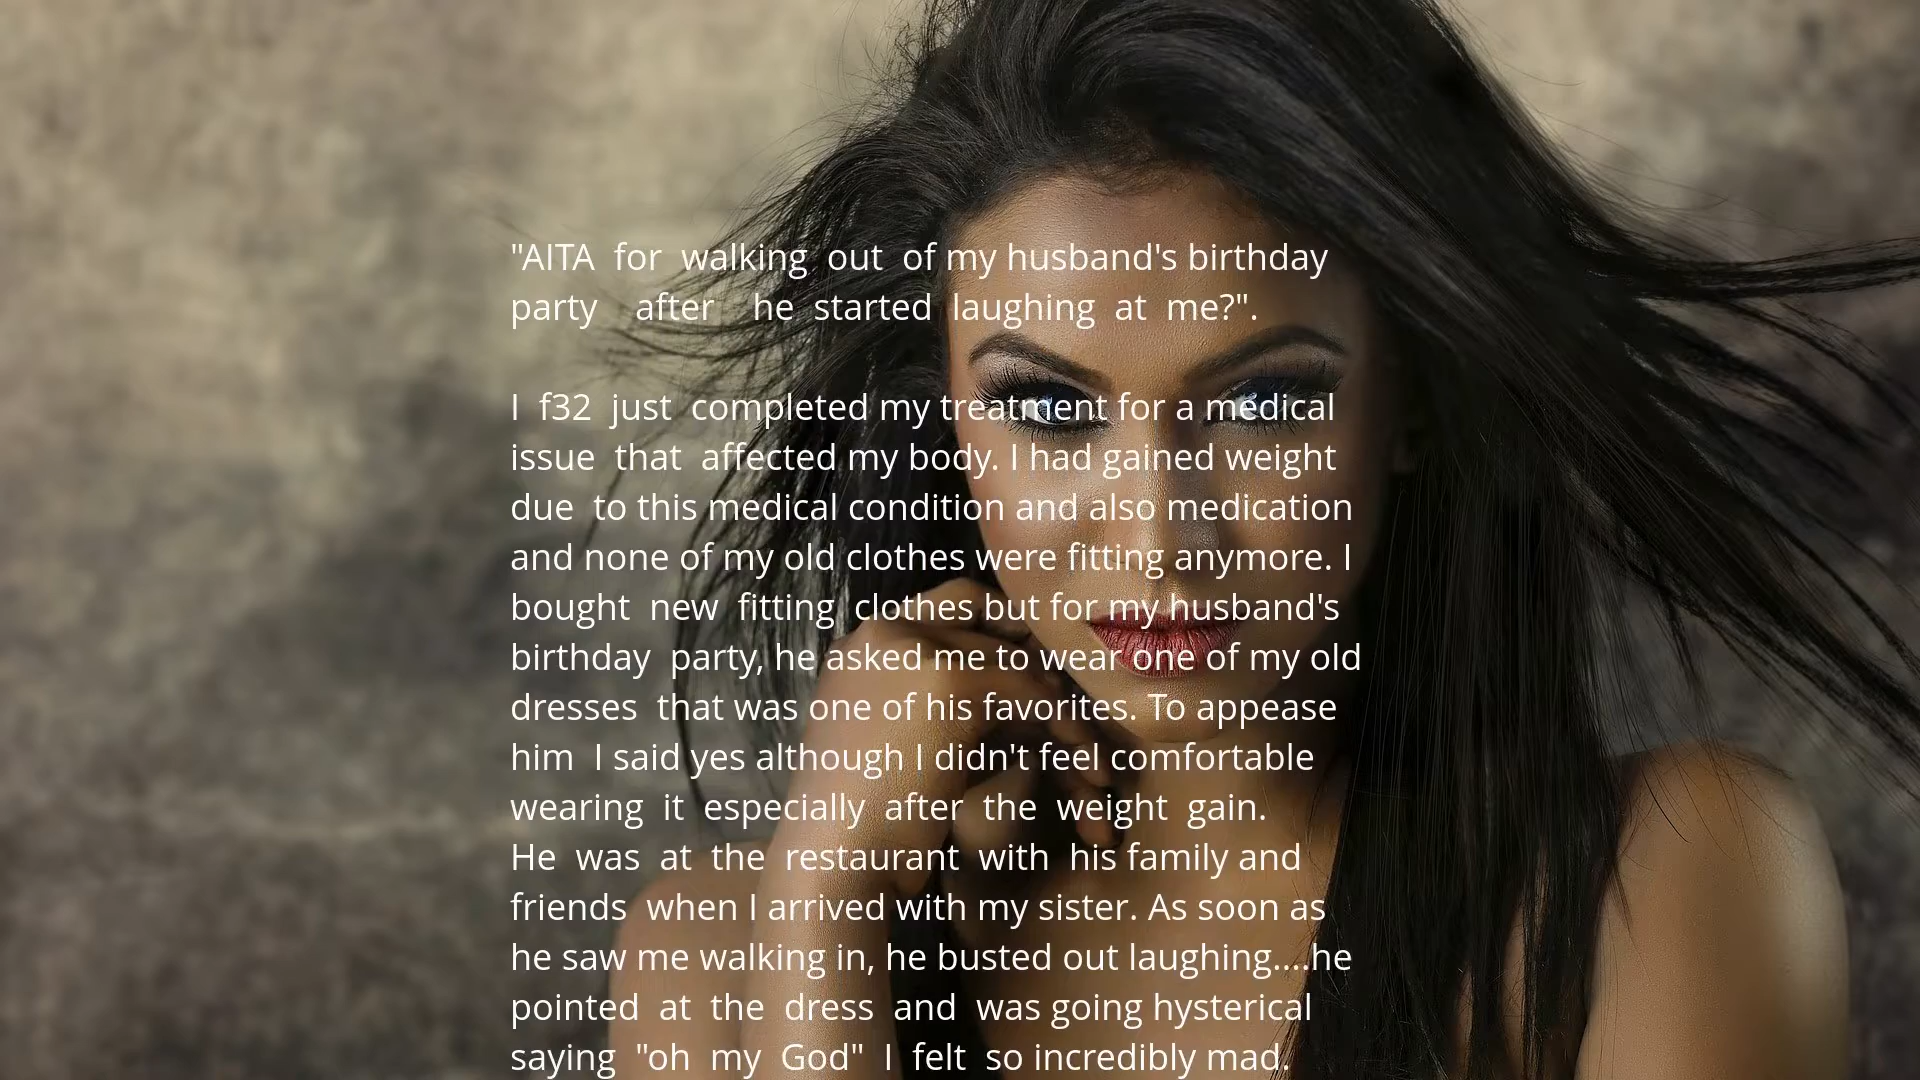 "AITA for walking out of my husband's birthday
party after he started laughing at me?".
I f32 just completed my treatment for a medical
issue that affected my body. I had gained weight
due to this medical condition and also medication
and none of my old clothes were fitting anymore. I
bought new fitting clothes but for my husband's
birthday party, he asked me to wear one of my old
dresses that was one of his favorites. To appease
him I said yes although I didn't feel comfortable
wearing it especially after the weight gain.
He was at the restaurant with his family and
friends when I arrived with my sister. As soon as
he saw me walking in, he busted out laughing....he
pointed at the dress and was going hysterical
saying "oh my God" I felt so incredibly mad.